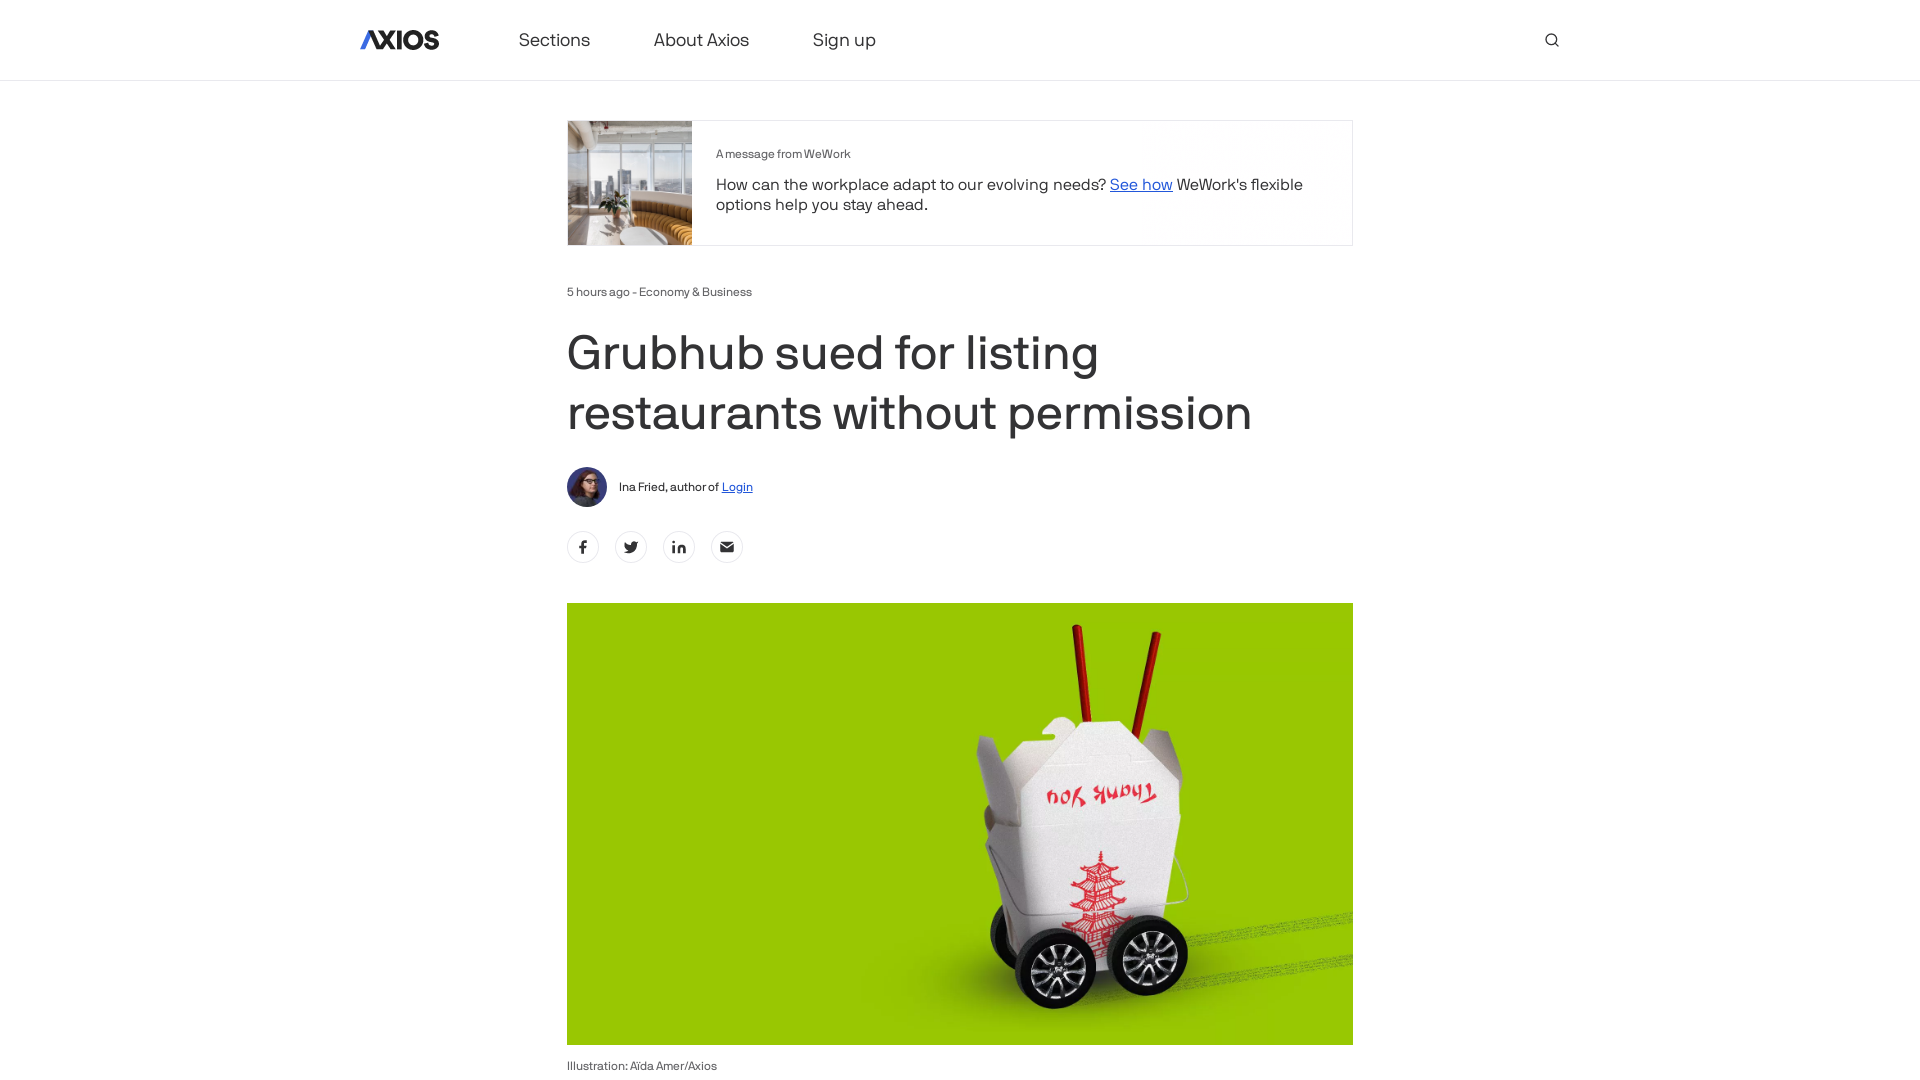 AXIOS
Sections
About Axios
Sign up
A message from WeWork
How can the workplace adapt to our evolving needs? See how WeWork's flexible
options help you stay ahead.
5 hours ago - Economy & Business
Grubhub sued for listing
restaurants without permission
Ina Fried, author of Login
Thank You
Illustration: Aïda Amer/Axios